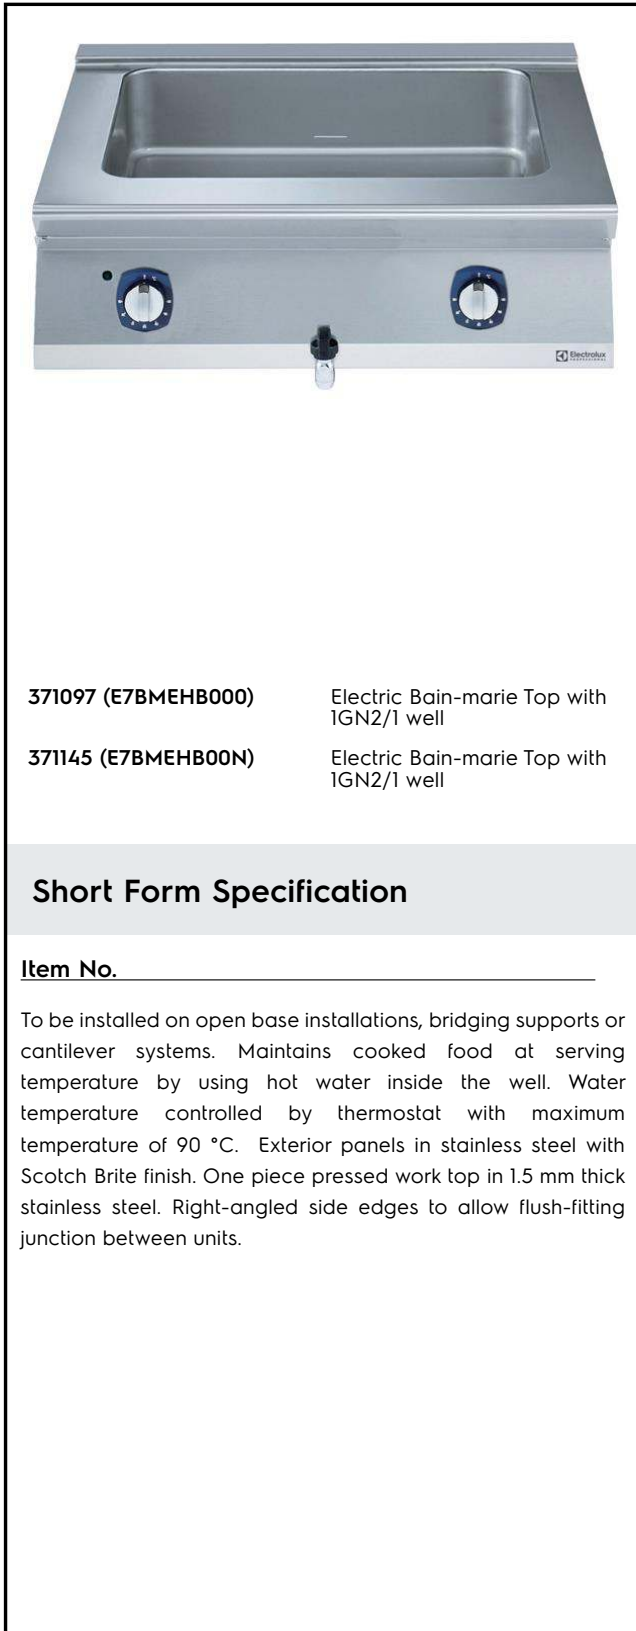 Electrolux
PROFESSIONAL
371097 (E7BMEHB000)
Electric Bain-marie Top with
1GN2/1 well
371145 (E7BMEHB00N)
Electric Bain-marie Top with
1GN2/1 well
Short Form Specification
Item No.
To be installed on open base installations, bridging supports or
cantilever systems. Maintains cooked food at serving
temperature by using hot water inside the well. Water
temperature controlled by thermostat with maximum
temperature of 90 °C. Exterior panels in stainless steel with
Scotch Brite finish. One piece pressed work top in 1.5 mm thick
stainless steel. Right-angled side edges to allow flush-fitting
junction between units.